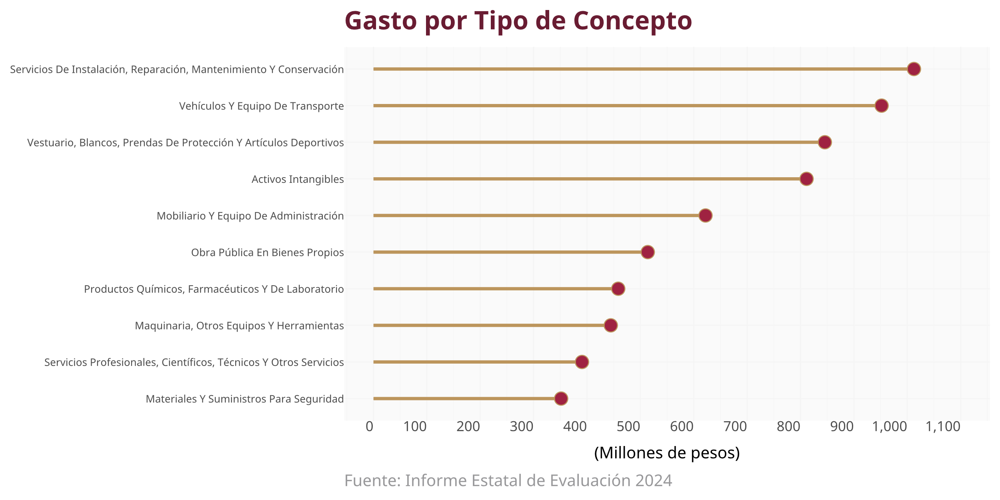 Gasto por Tipo de Concepto
Servicios De Instalación, Reparación, Mantenimiento Y Conservación
Vehículos Y Equipo De Transporte
Vestuario, Blancos, Prendas De Protección Y Artículos Deportivos
Activos Intangibles
Mobiliario Y Equipo De Administración
Obra Pública En Bienes Propios
Productos Químicos, Farmacéuticos Y De Laboratorio
Maquinaria, Otros Equipos Y Herramientas
Servicios Profesionales, Científicos, Técnicos Y Otros Servicios
Materiales Y Suministros Para Seguridad
0 100 200 300 400 500 600 700 800 900 1,000 1,100
(Millones de pesos)
Fuente: Informe Estatal de Evaluación 2024